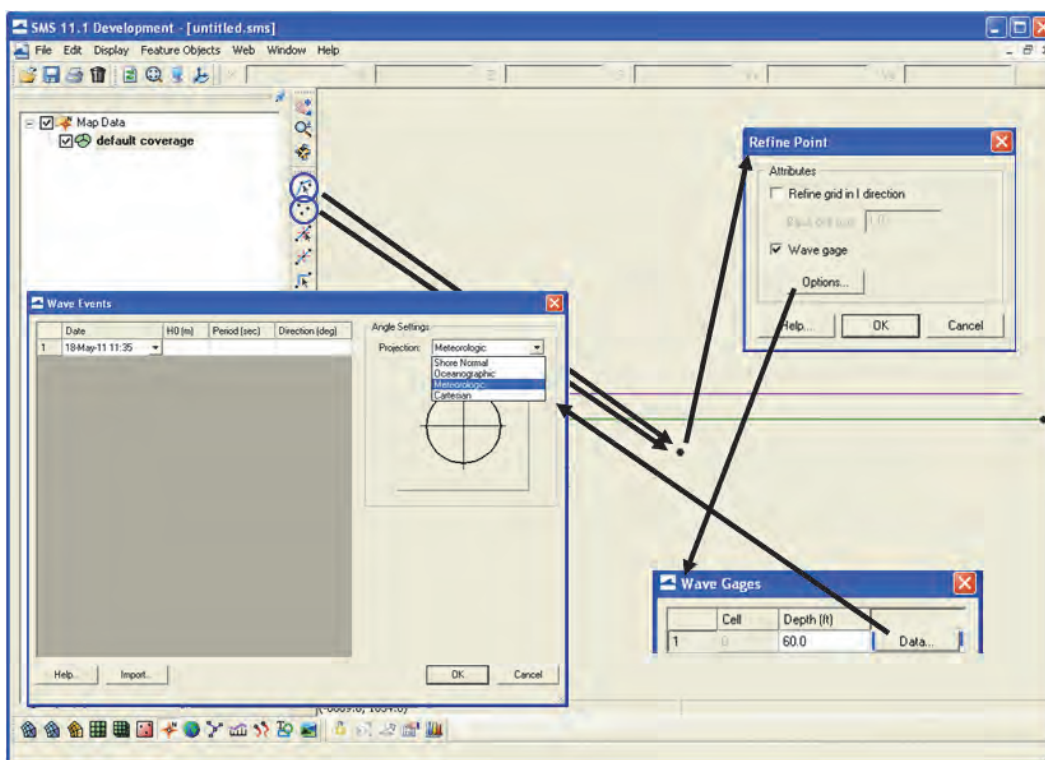 SMS 11.1 Development - [untitled.sms]
File Edit Display Feature Objects Web Window Help
Map Data
default coverage
Refine Point
Attributes
Refine grid in I direction
Wave gage
Options...
Help... OK Cancel
Wave Events
Date H0 (m) Period (sec) Direction (deg)
1 18-May-11 11:35
Angle Settings
Projection: Meteorologic
Shore Normal
Oceanographic
Meteorologic
Cartesian
Help... Import... OK Cancel
Wave Gages
Cell Depth (ft)
1 0 60.0 Data...